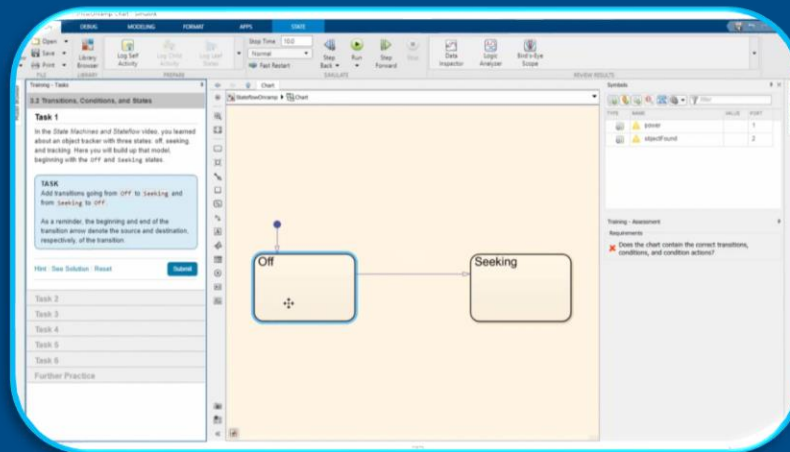 DEBUG
MODELING
FORMAT
APPS
STATE
Open
Save
Print
Library
Browser
Log Self
Activity
Log Child
Activity
Log Leaf
States
Stop Time
10.0
Normal
Fast Restart
Step
Back
Run
Step
Forward
Stop
Data
Inspector
Logic
Analyzer
Bird's-Eye
Scope
FILE
LIBRARY
PREPARE
SIMULATE
REVIEW RESULTS
Training - Tasks
3.3 Transitions, Conditions, and States
Task 1
In the State Machines and Stateflow video, you learned
about an object tracker with three states: off, seeking
and tracking. Here you will build up that model,
beginning with the Off and Seeking states.
TASK
Add transitions going from Off to Seeking and
from Seeking to Off.
As a reminder, the beginning and end of the
transition arrow denote the source and destination,
respectively, of the transition.
Hint
See Solution
Reset
Submit
Task 2
Task 3
Task 4
Task 5
Task 6
Further Practice
Chart
StateflowOnramp
Chart
Off
Seeking
Symbols
TYPE
NAME
VALUE
PORT
power
1
objectFound
2
Training - Assessment
Requirements
Does the chart contain the correct transitions,
conditions, and condition actions?